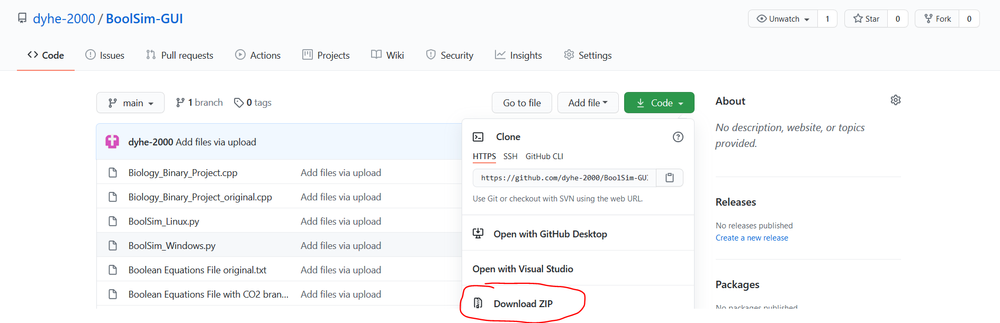 dyhe-2000 / BoolSim-GUI
Unwatch 1 Star 0 Fork 0
Code Issues Pull requests Actions Projects Wiki Security Insights Settings
main 1 branch 0 tags Go to file Add file Code
dyhe-2000 Add files via upload
Biology_Binary_Project.cpp Add files via upload
Biology_Binary_Project_original.cpp Add files via upload
BoolSim_Linux.py Add files via upload
BoolSim_Windows.py Add files via upload
Boolean Equations File original.txt Add files via upload
Boolean Equations File with CO2 bran... Add files via upload
Clone
HTTPS SSH GitHub CLI
https://github.com/dyhe-2000/BoolSim-GUI
Use Git or checkout with SVN using the web URL.
Open with GitHub Desktop
Open with Visual Studio
Download ZIP
About
No description, website, or topics
provided.
Releases
No releases published
Create a new release
Packages
No packages published